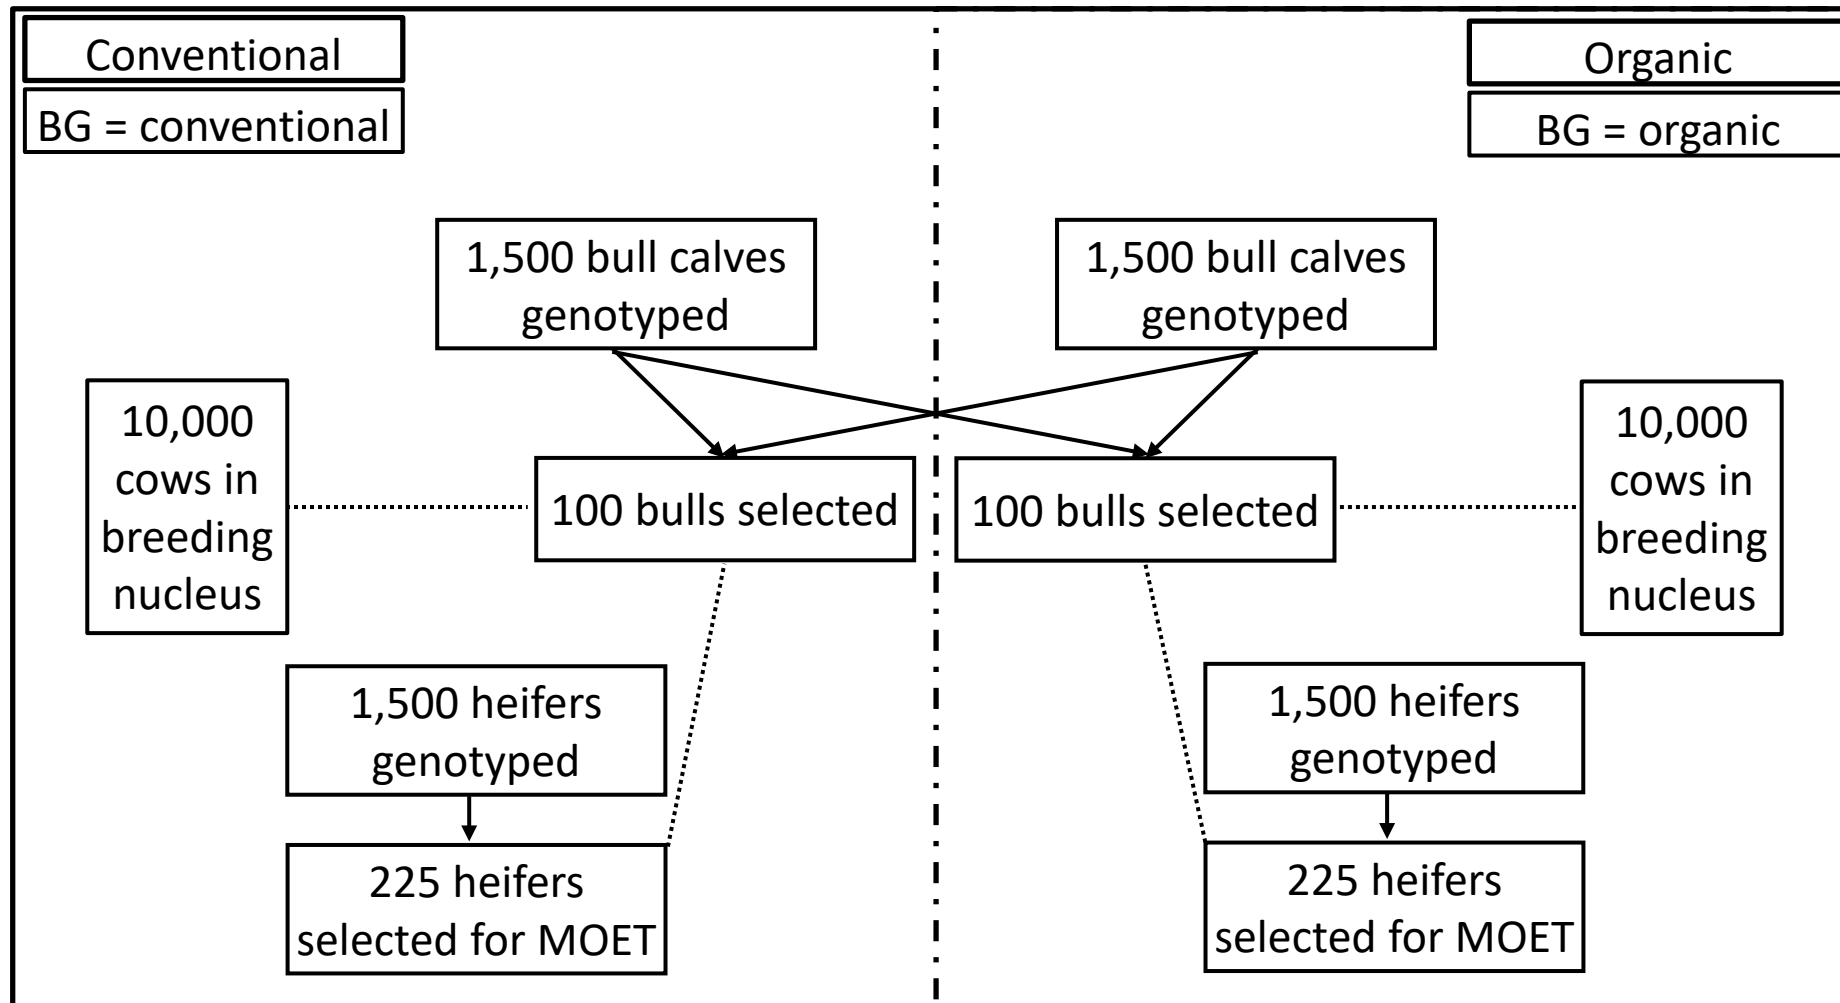 Conventional
BG = conventional
Organic
BG = organic
1,500 bull calves
genotyped
1,500 bull calves
genotyped
10,000
cows in
breeding
nucleus
100 bulls selected
100 bulls selected
10,000
cows in
breeding
nucleus
1,500 heifers
genotyped
1,500 heifers
genotyped
225 heifers
selected for MOET
225 heifers
selected for MOET